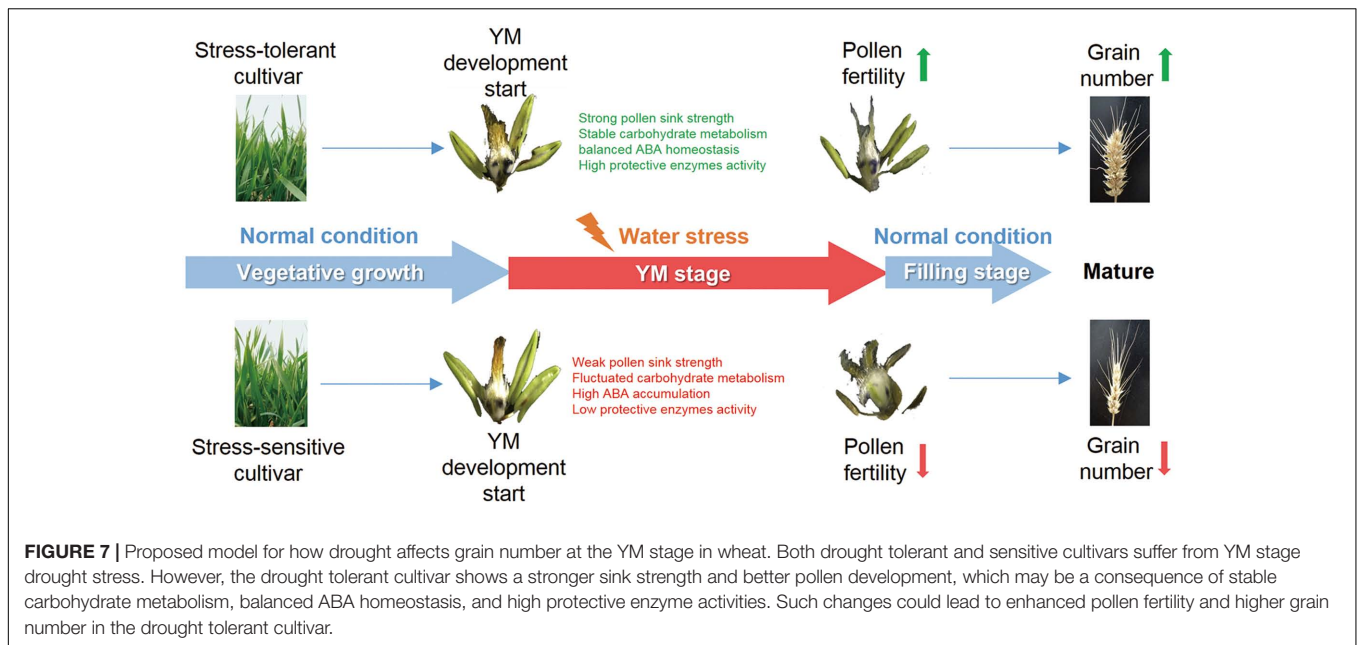 Stress-tolerant
cultivar
YM
development
start
Strong pollen sink strength
Stable carbohydrate metabolism
balanced ABA homeostasis
High protective enzymes activity
Pollen
fertility
Grain
number
Normal condition
Water stress
Normal condition
Vegetative growth
YM stage
Filling stage
Mature
Stress-sensitive
cultivar
YM
development
start
Weak pollen sink strength
Fluctuated carbohydrate metabolism
High ABA accumulation
Low protective enzymes activity
Pollen
fertility
Grain
number
FIGURE 7 | Proposed model for how drought affects grain number at the YM stage in wheat. Both drought tolerant and sensitive cultivars suffer from YM stage
drought stress. However, the drought tolerant cultivar shows a stronger sink strength and better pollen development, which may be a consequence of stable
carbohydrate metabolism, balanced ABA homeostasis, and high protective enzyme activities. Such changes could lead to enhanced pollen fertility and higher grain
number in the drought tolerant cultivar.